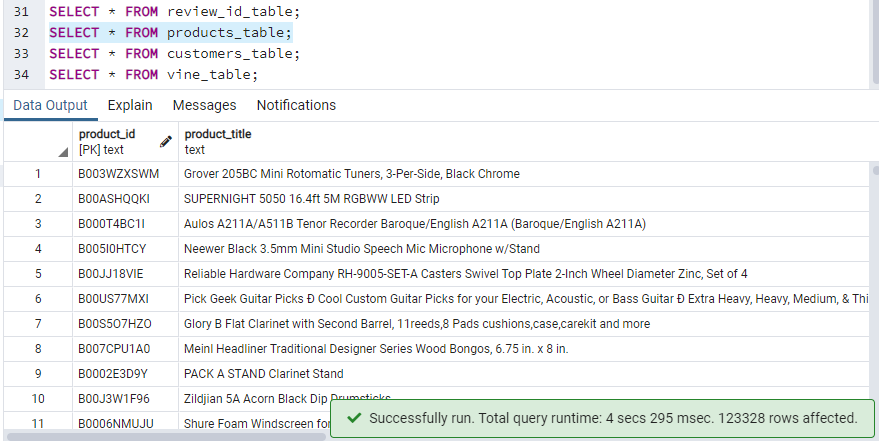 31 SELECT * FROM review_id_table;
32 SELECT * FROM products_table;
33 SELECT * FROM customers_table;
34 SELECT * FROM vine_table;
Data Output Explain Messages Notifications
product_id product_title
[PK] text text
1 B003WZXSWM Grover 205BC Mini Rotomatic Tuners, 3-Per-Side, Black Chrome
2 B00ASHQQKI SUPERNIGHT 5050 16.4ft 5M RGBWW LED Strip
3 B000T4BC1I Aulos A211A/A511B Tenor Recorder Baroque/English A211A (Baroque/English A211A)
4 B005I0HTCY Neewer Black 3.5mm Mini Studio Speech Mic Microphone w/Stand
5 B00JJ18VIE Reliable Hardware Company RH-9005-SET-A Casters Swivel Top Plate 2-Inch Wheel Diameter Zinc, Set of 4
6 B00US77MXI Pick Geek Guitar Picks Ð Cool Custom Guitar Picks for your Electric, Acoustic, or Bass Guitar Ð Extra Heavy, Heavy, Medium, & Thi
7 B00S5O7HZO Glory B Flat Clarinet with Second Barrel, 11reeds,8 Pads cushions,case,carekit and more
8 B007CPU1A0 Meinl Headliner Traditional Designer Series Wood Bongos, 6.75 in. x 8 in.
9 B0002E3D9Y PACK A STAND Clarinet Stand
10 B00J3W1F96 Zildjian 5A Acorn Black Dip Drumsticks
11 B0006NMUJU Shure Foam Windscreen for
Successfully run. Total query runtime: 4 secs 295 msec. 123328 rows affected.